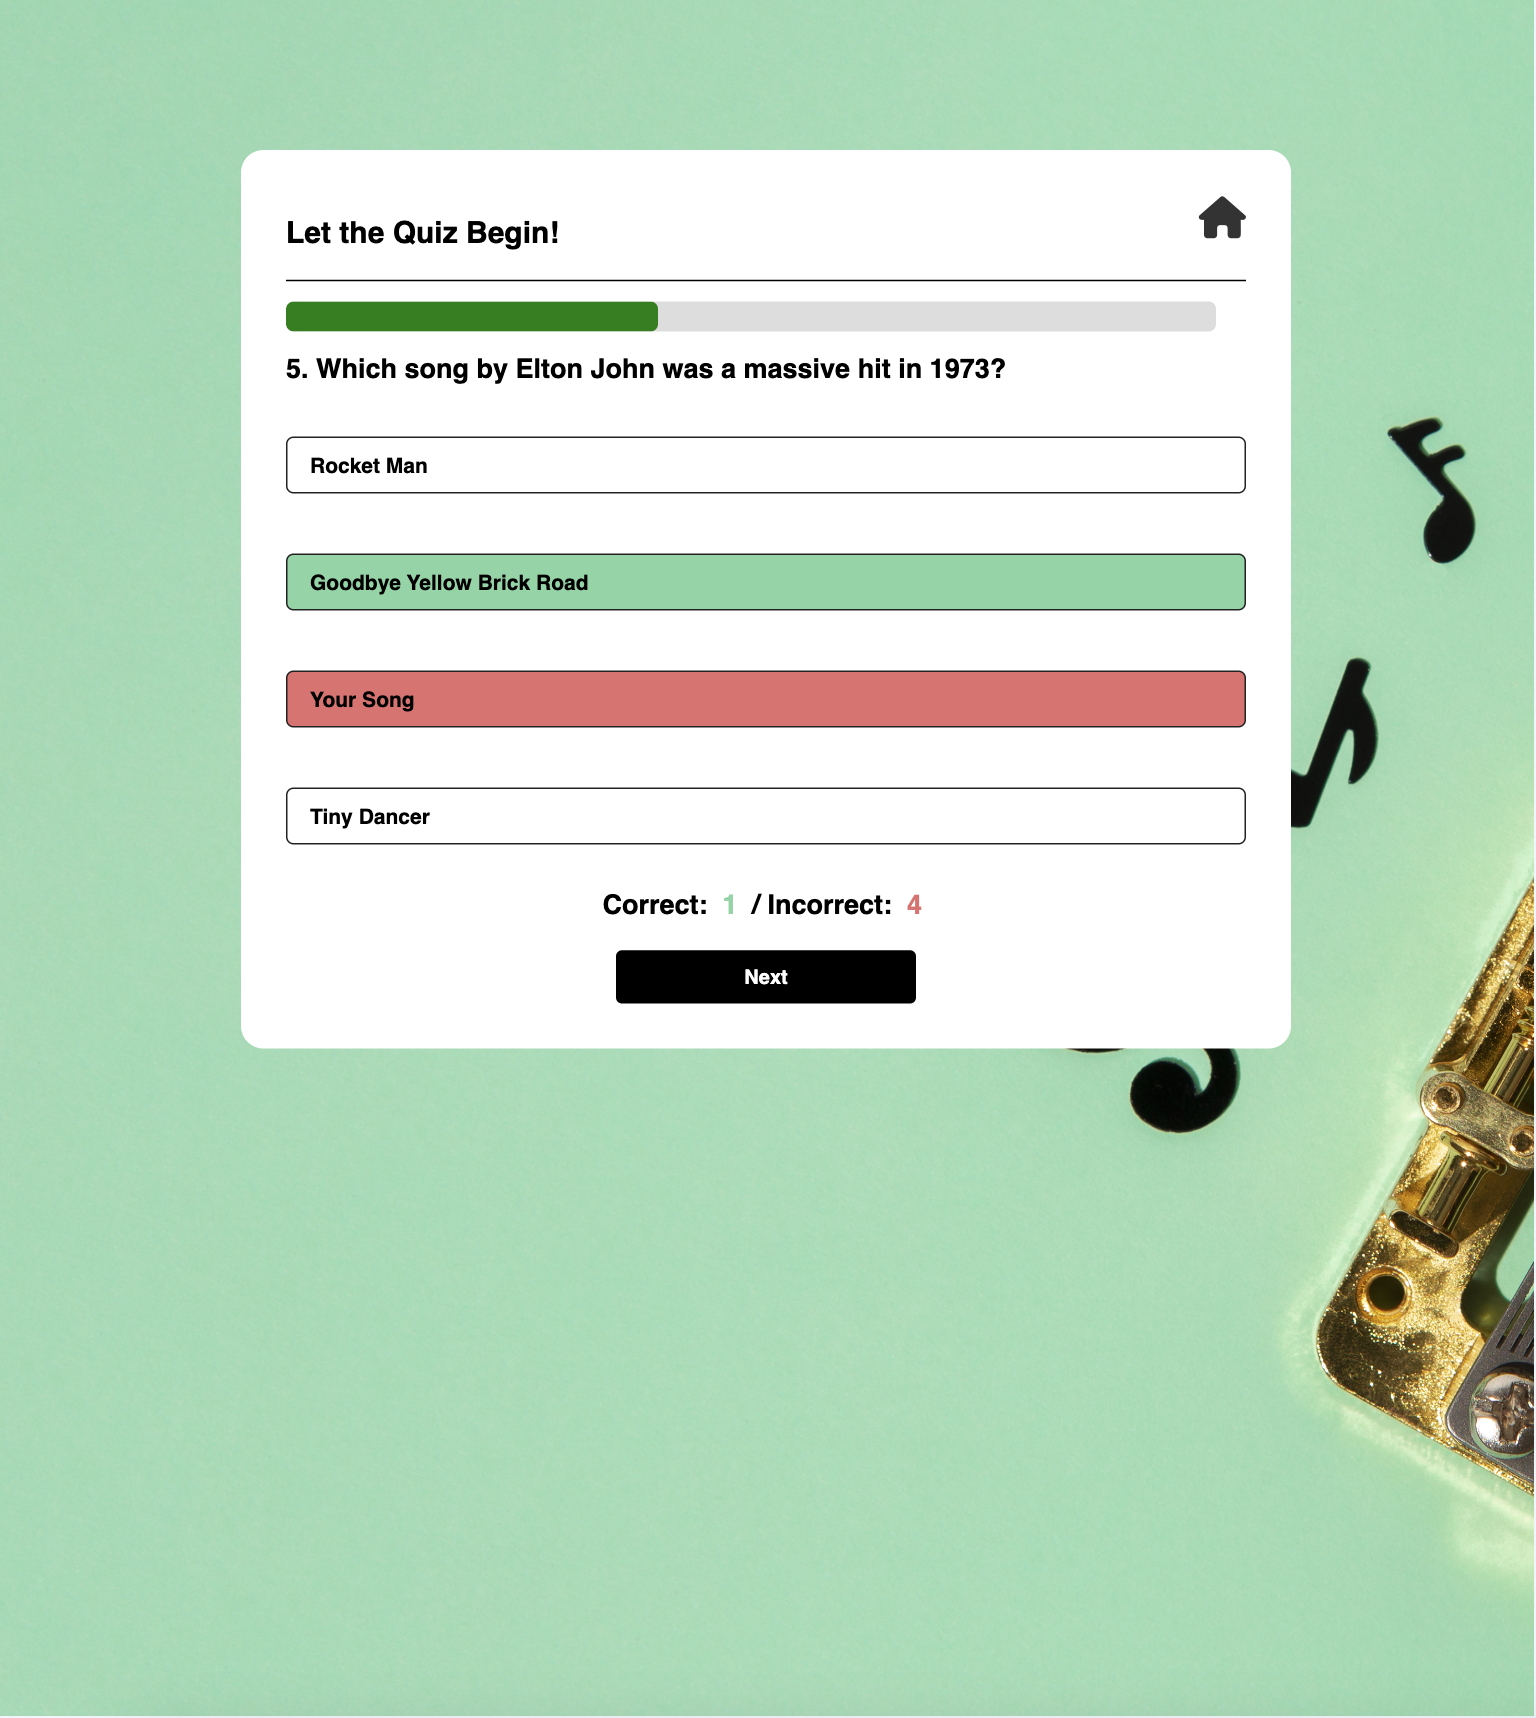 Let the Quiz Begin!
5. Which song by Elton John was a massive hit in 1973?
Rocket Man
Goodbye Yellow Brick Road
Your Song
Tiny Dancer
Correct: 1 / Incorrect: 4
Next